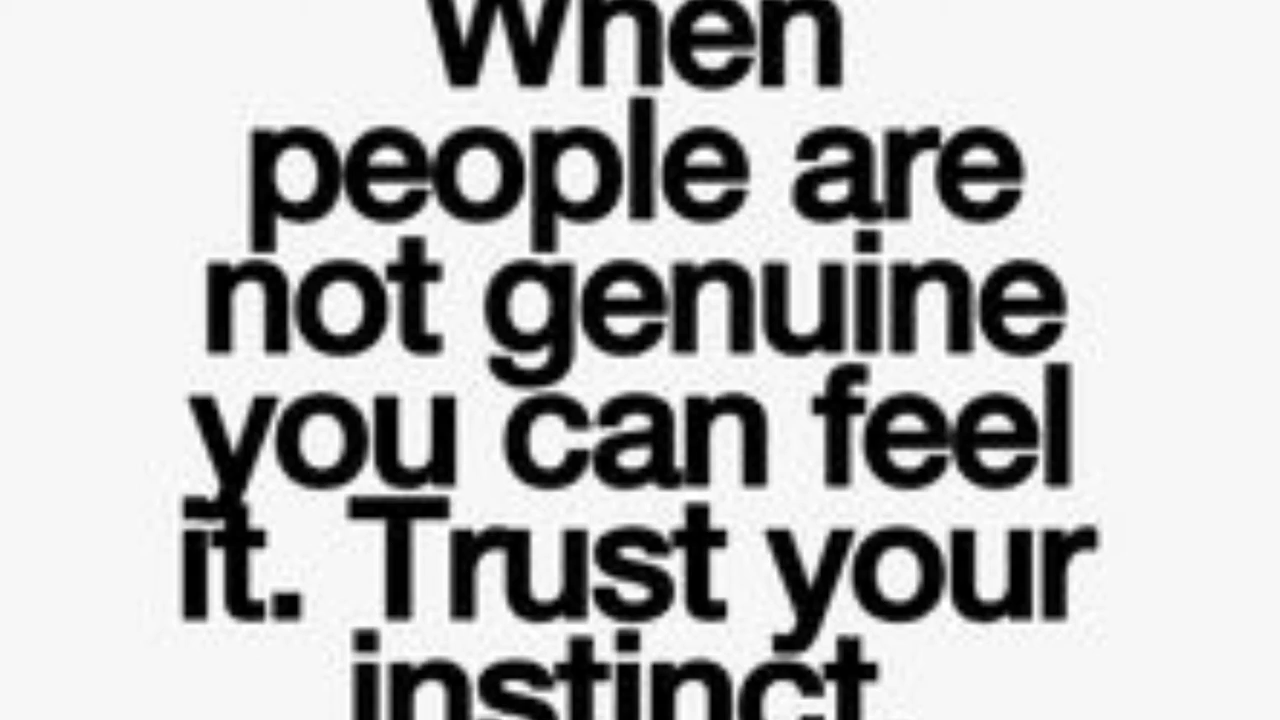 When
people are
not genuine
you can feel
it. Trust your
instinct.